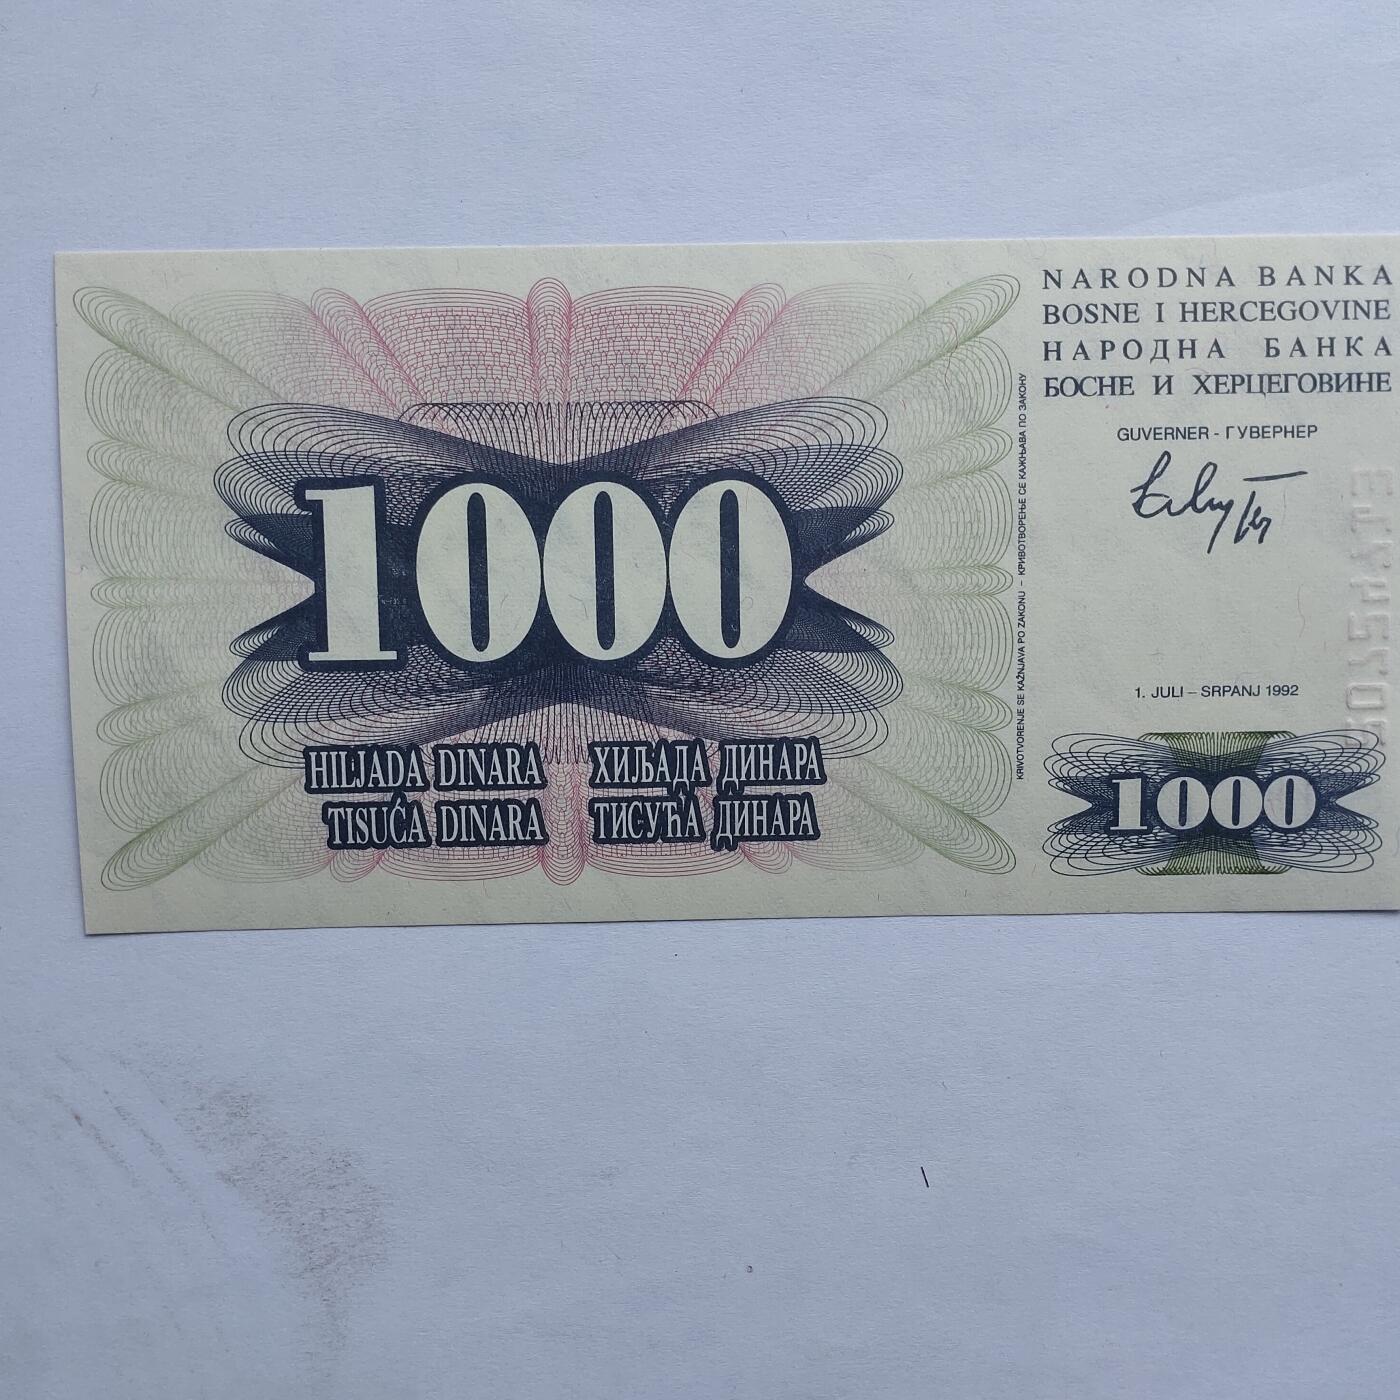 NARODNA BANKA
BOSNE I HERCEGOVINE
НАРОДНА БАНКА
БОСНЕ И ХЕРЦЕГОВИНЕ
GUVERNER - ГУВЕРНЕР
1000
KRIVOTVORENJE SE KAŽNJAVA PO ZAKONU – КРИВОТВОРЕЊЕ СЕ КАЖЊАВА ПО ЗАКОНУ
1. JULI – SRPANJ 1992
HILJADA DINARA ХИЉАДА ДИНАРА
TISUĆA DINARA ТИСУЋА ДИНАРА
1000